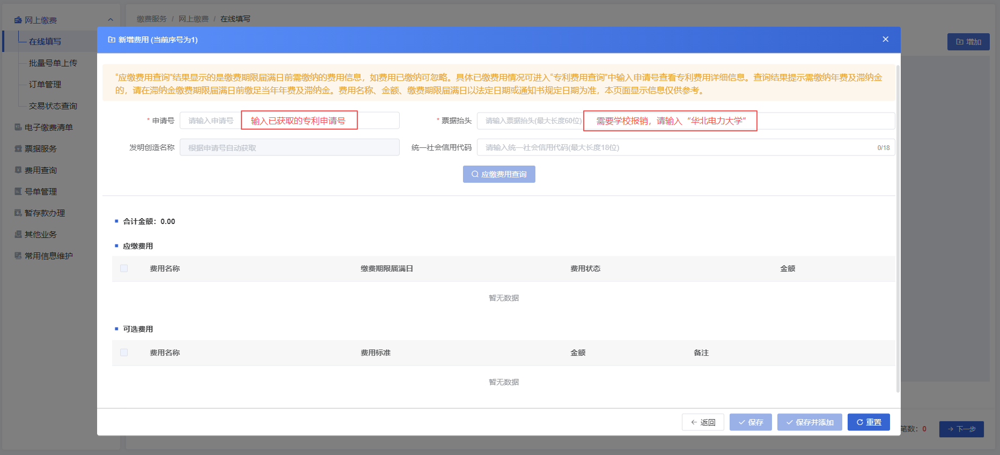 网上缴费
在线填写
批量号单上传
订单管理
交易状态查询
电子缴费清单
票据服务
费用查询
号单管理
暂存款办理
其他业务
常用信息维护
缴费服务 / 网上缴费 / 在线填写
增加
新增费用 (当前序号为1)
“应缴费用查询”结果显示的是缴费期限届满日前需缴纳的费用信息，如费用已缴纳可忽略。具体已缴费用情况可进入“专利费用查询”中输入申请号查看专利费用详细信息。查询结果提示需缴纳年费及滞纳金
的，请在滞纳金缴费期限届满日前缴足当年年费及滞纳金。费用名称、金额、缴费期限届满日以法定日期或通知书规定日期为准，本页面显示信息仅供参考。
* 申请号 请输入申请号 输入已获取的专利申请号 * 票据抬头 请输入票据抬头(最大长度60位) 需要学校报销，请输入“华北电力大学”
发明创造名称 根据申请号自动获取 统一社会信用代码 请输入统一社会信用代码(最大长度18位) 0/18
应缴费用查询
合计金额：0.00
应缴费用
费用名称 缴费期限届满日 费用状态 金额
暂无数据
可选费用
费用名称 费用标准 金额 备注
暂无数据
返回 保存 保存并添加 重置
笔数：0 下一步